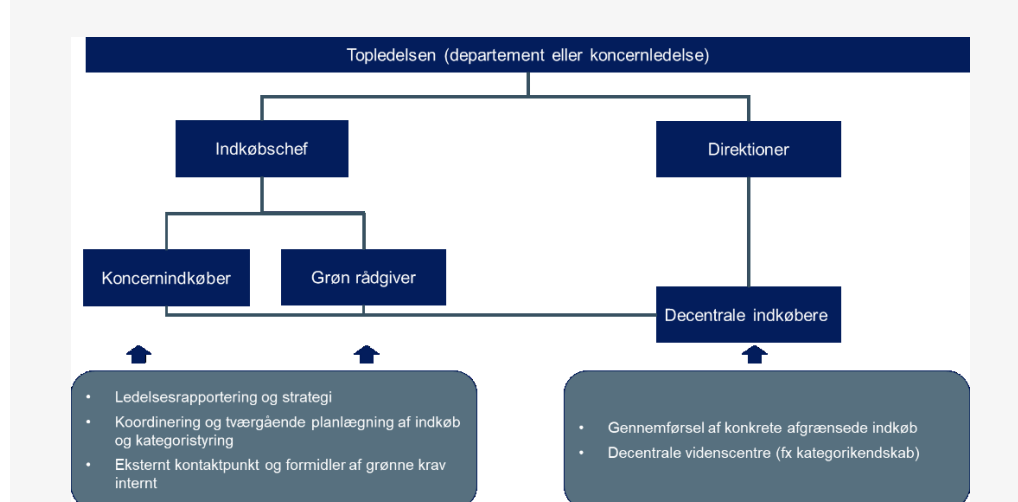 Topledelsen (departement eller koncernledelse)
Indkøbschef
Direktioner
Koncernindkøber
Grøn rådgiver
Decentrale indkøbere
• Ledelsesrapportering og strategi
• Koordinering og tværgående planlægning af indkøb
og kategoristyring
• Eksternt kontaktpunkt og formidler af grønne krav
internt
• Gennemførsel af konkrete afgrænsede indkøb
• Decentrale videnscentre (fx kategorikendskab)